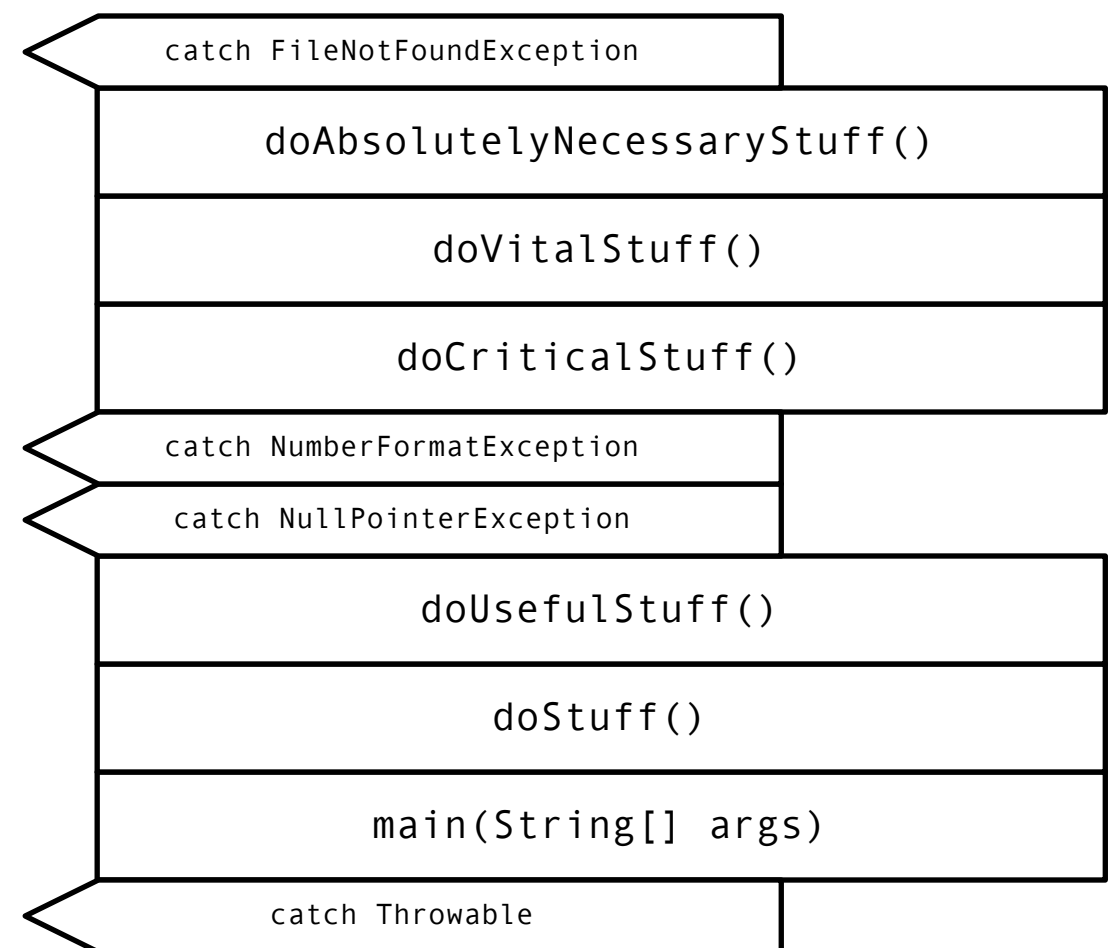 catch FileNotFoundException
doAbsolutelyNecessaryStuff()
doVitalStuff()
doCriticalStuff()
catch NumberFormatException
catch NullPointerException
doUsefulStuff()
doStuff()
main(String[] args)
catch Throwable